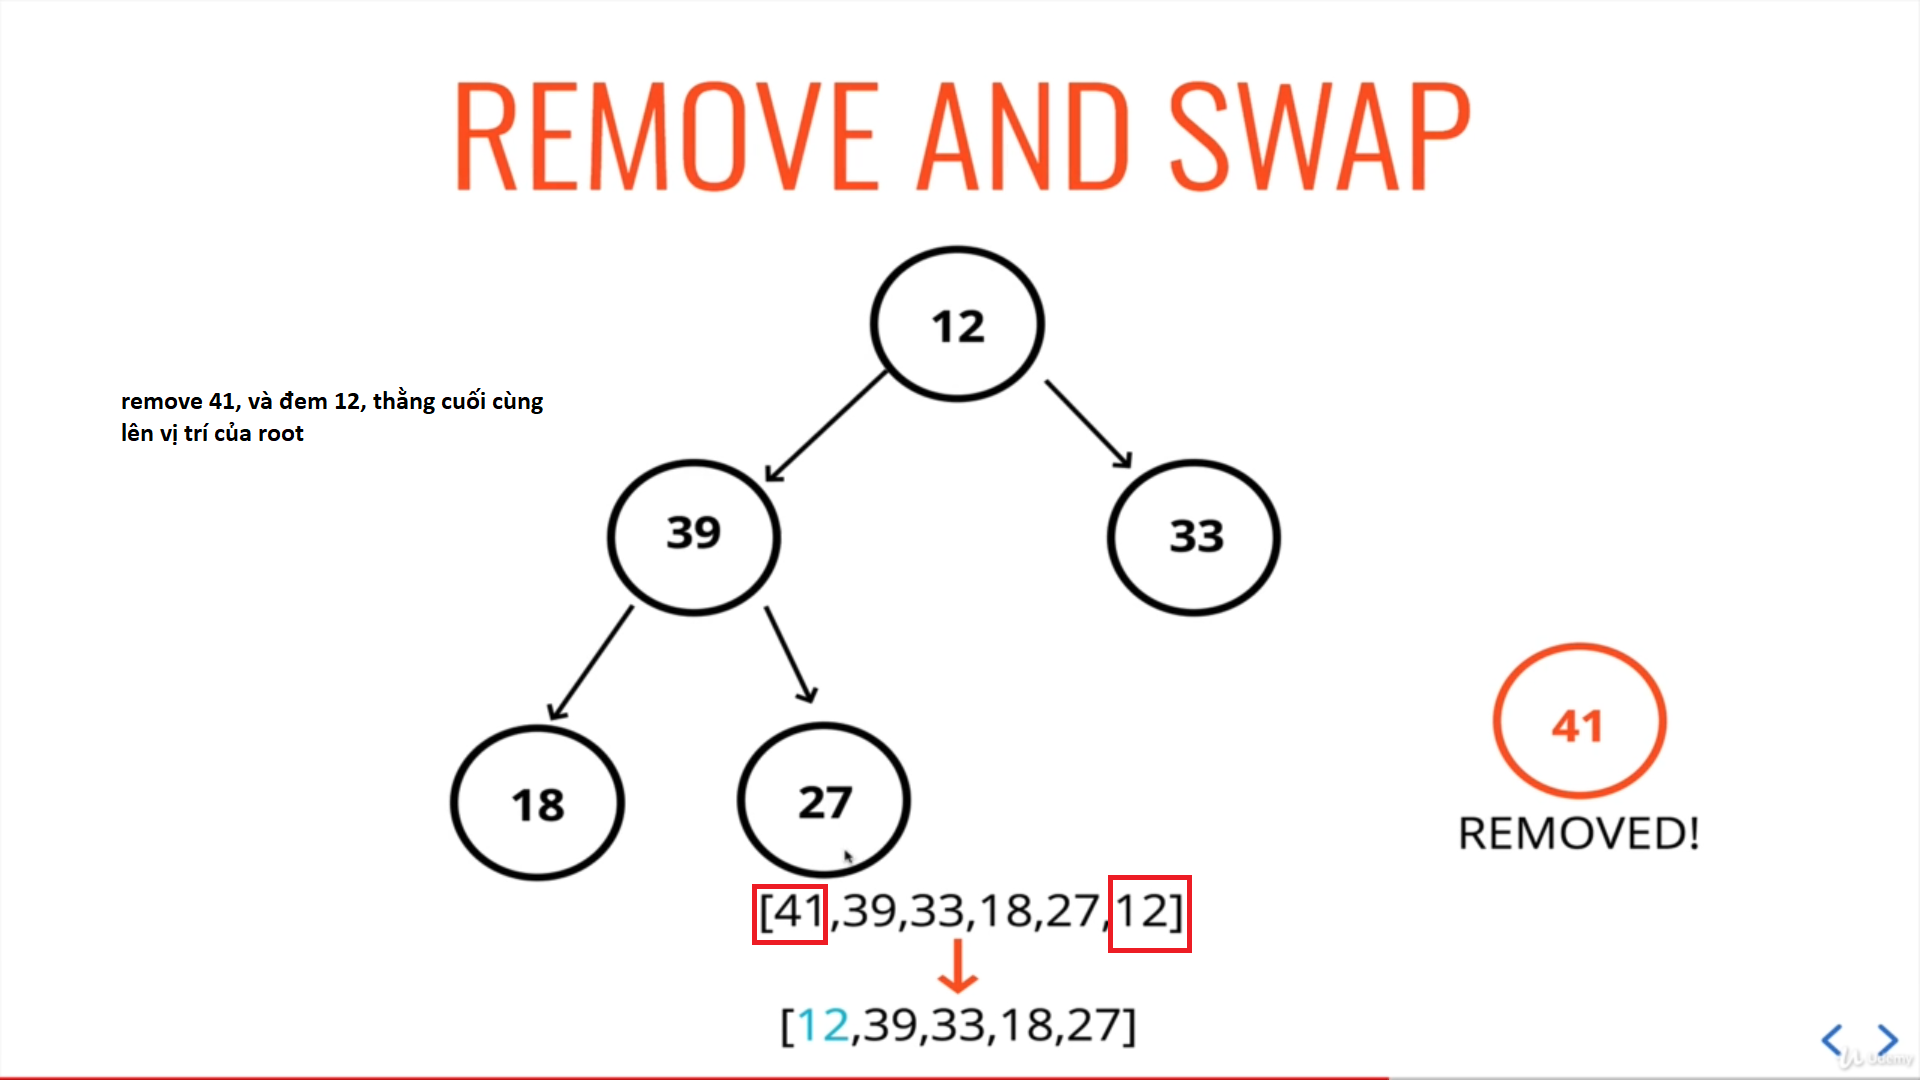 REMOVE AND SWAP
12
remove 41, và đem 12, thằng cuối cùng
lên vị trí của root
39
33
41
18
27
REMOVED!
[41,39,33,18,27,12]
[12,39,33,18,27]
Udemy